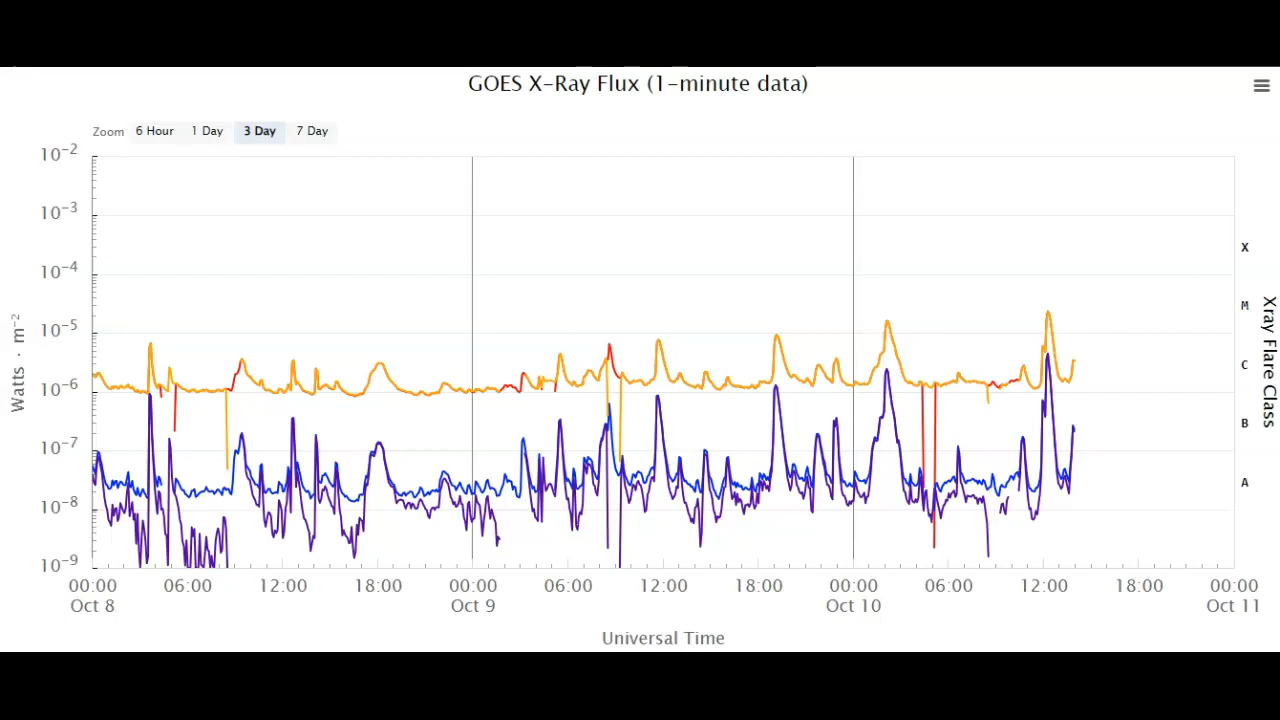 GOES X-Ray Flux (1-minute data)
Zoom 6 Hour 1 Day 3 Day 7 Day
10⁻²
10⁻³
10⁻⁴
10⁻⁵
10⁻⁶
10⁻⁷
10⁻⁸
10⁻⁹
Watts · m⁻²
X
M
C
B
A
Xray Flare Class
00:00 06:00 12:00 18:00 00:00 06:00 12:00 18:00 00:00 06:00 12:00 18:00 00:00
Oct 8 Oct 9 Oct 10 Oct 11
Universal Time